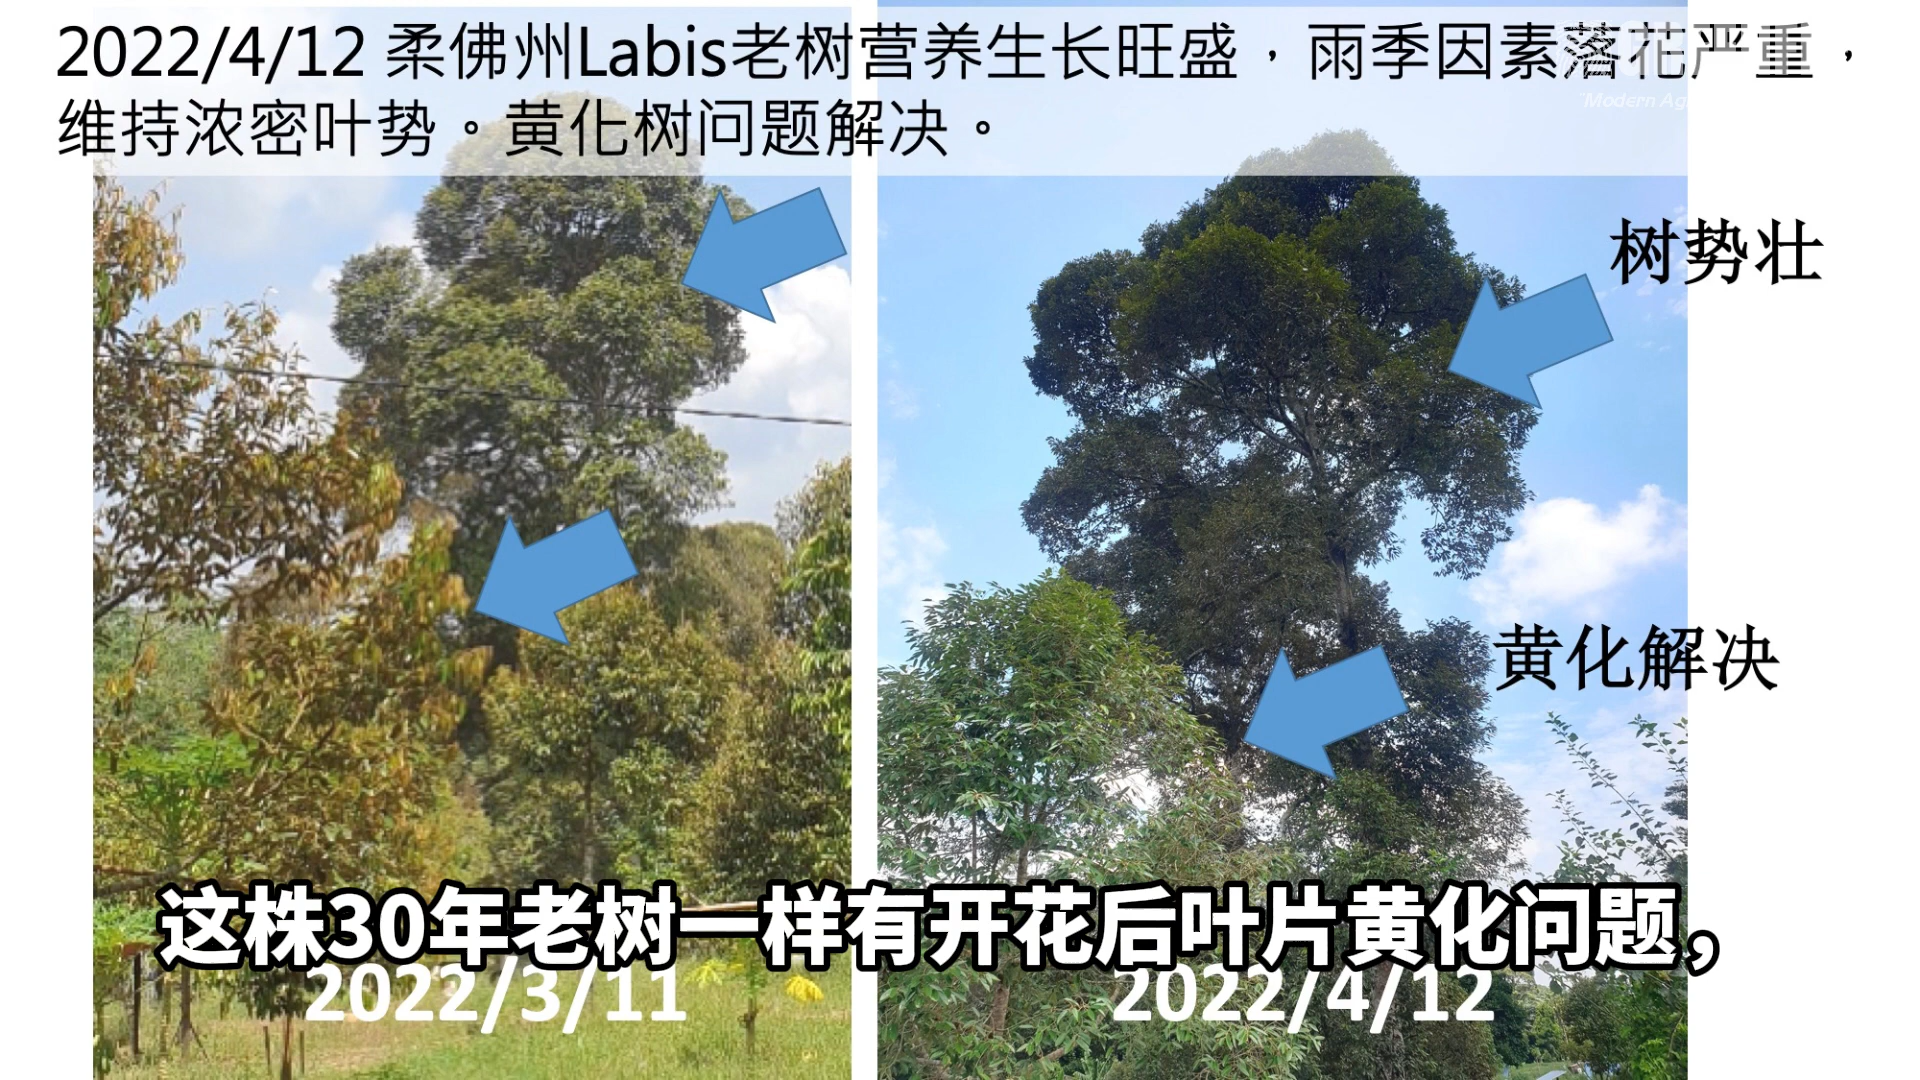 2022/4/12 柔佛州Labis老树营养生长旺盛，雨季因素落花严重，
维持浓密叶势。黄化树问题解决。
树势壮
黄化解决
这株30年老树一样有开花后叶片黄化问题，
2022/3/11
2022/4/12